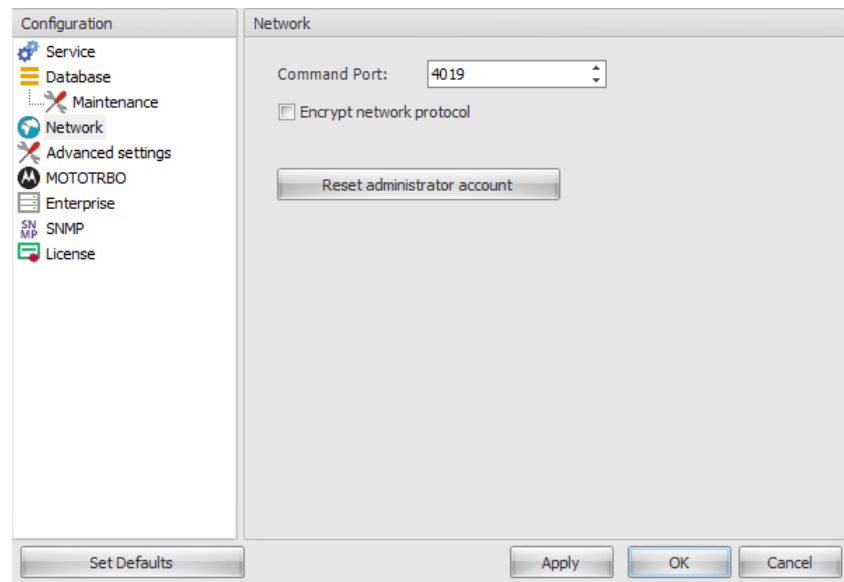 Configuration
Service
Database
Maintenance
Network
Advanced settings
MOTOTRBO
Enterprise
SN
MP SNMP
License
Network
Command Port: 4019
Encrypt network protocol
Reset administrator account
Set Defaults
Apply
OK
Cancel